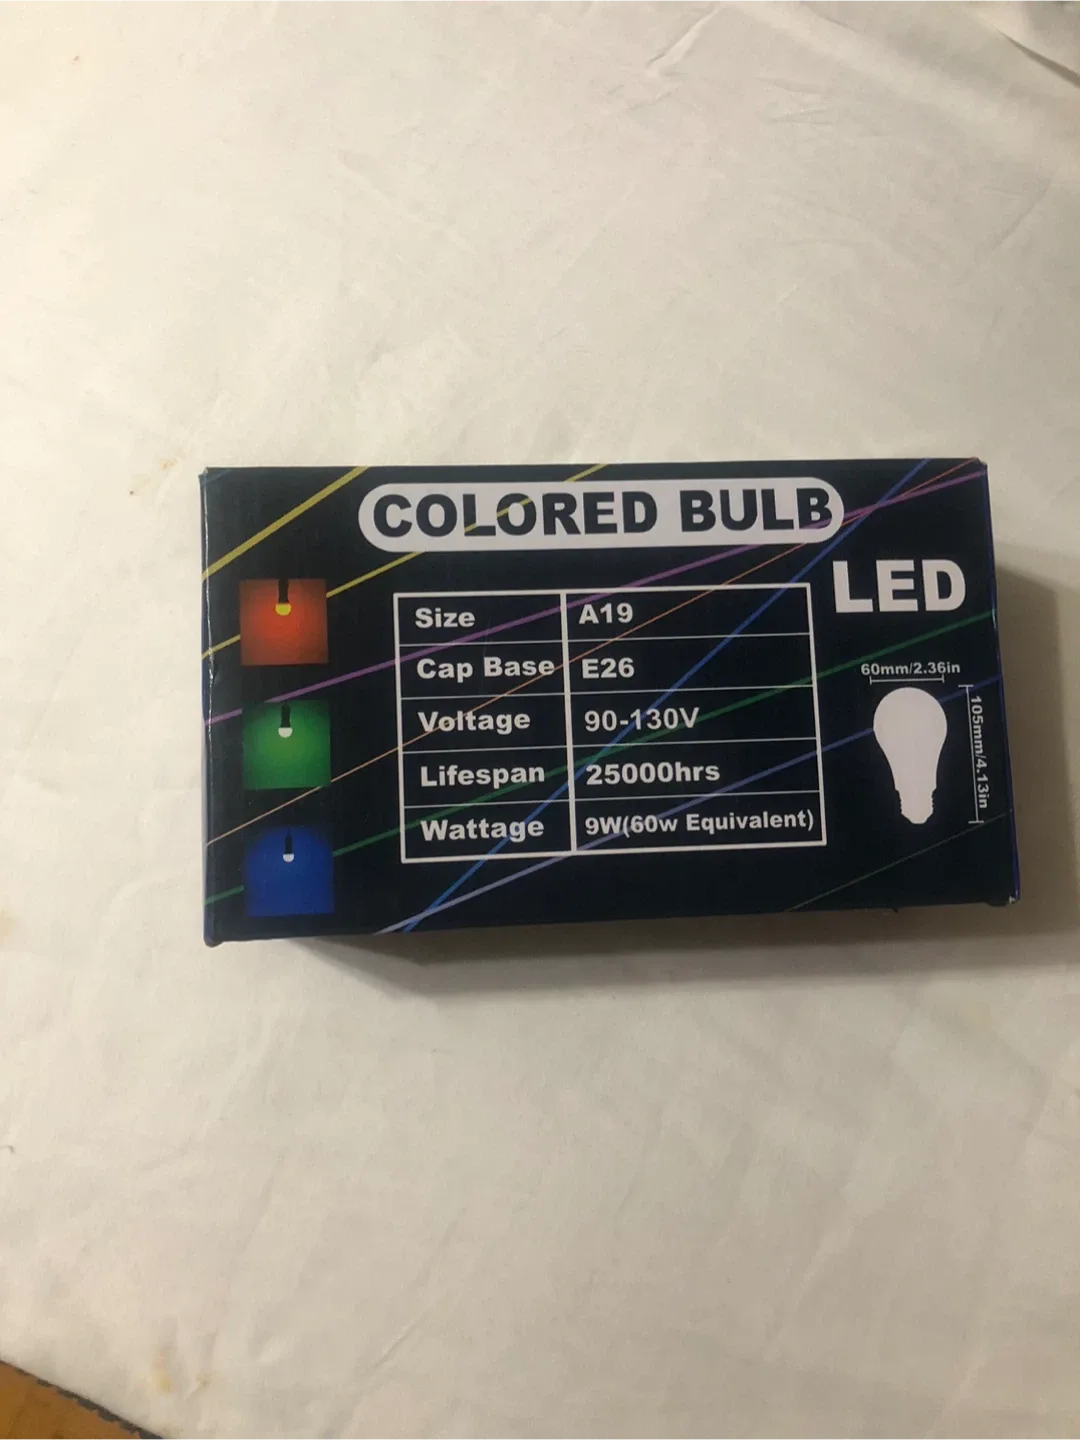 COLORED BULB
LED
Size A19
Cap Base E26
Voltage 90-130V
Lifespan 25000hrs
Wattage 9W(60w Equivalent)
60mm/2.36in
105mm/4.13in